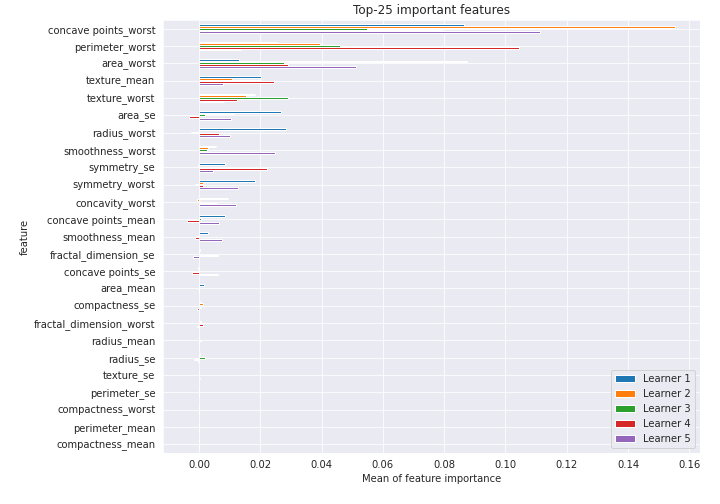 Top-25 important features
concave points_worst
perimeter_worst
area_worst
texture_mean
texture_worst
area_se
radius_worst
smoothness_worst
symmetry_se
symmetry_worst
concavity_worst
concave points_mean
smoothness_mean
fractal_dimension_se
concave points_se
area_mean
compactness_se
fractal_dimension_worst
radius_mean
radius_se
texture_se
perimeter_se
compactness_worst
perimeter_mean
compactness_mean
feature
Learner 1
Learner 2
Learner 3
Learner 4
Learner 5
0.00 0.02 0.04 0.06 0.08 0.10 0.12 0.14 0.16
Mean of feature importance